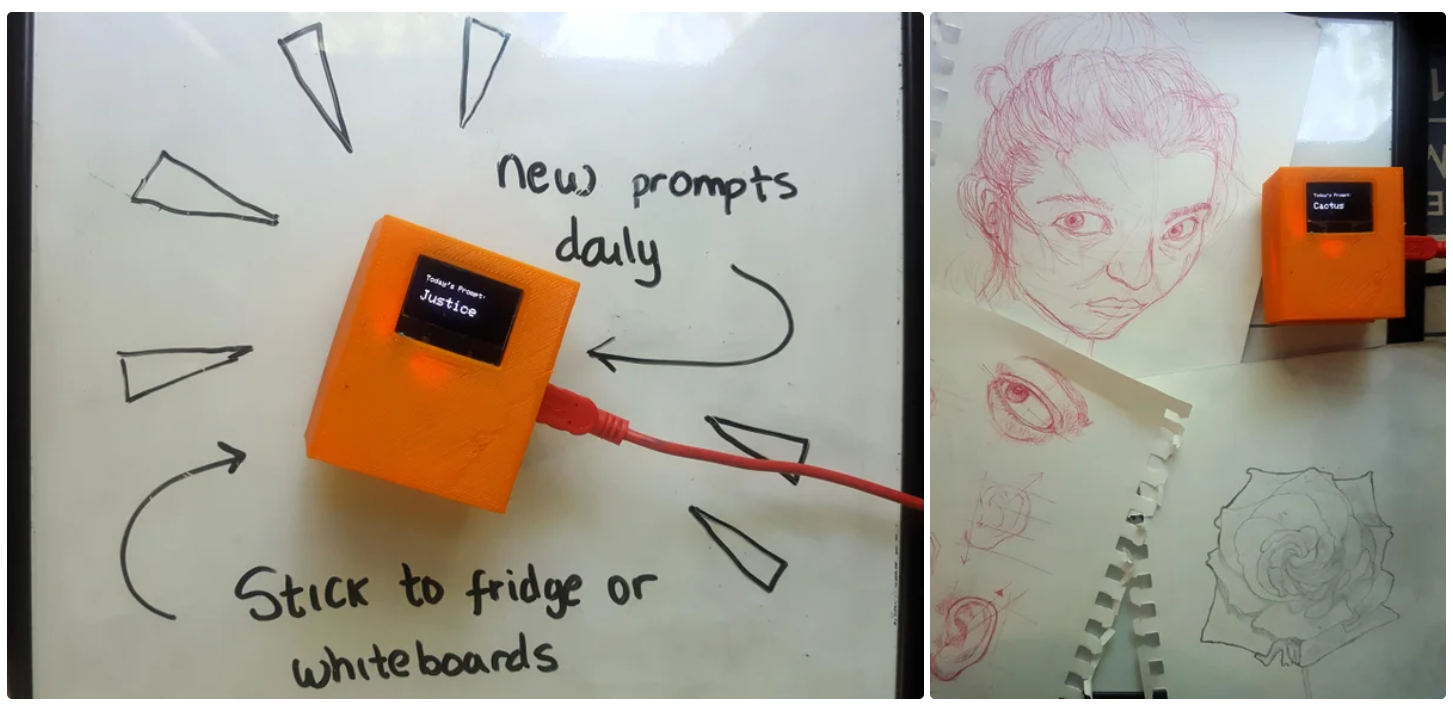 new prompts
daily
Today's Prompt:
Justice
Stick to fridge or
whiteboards
Today's Prompt:
Cactus